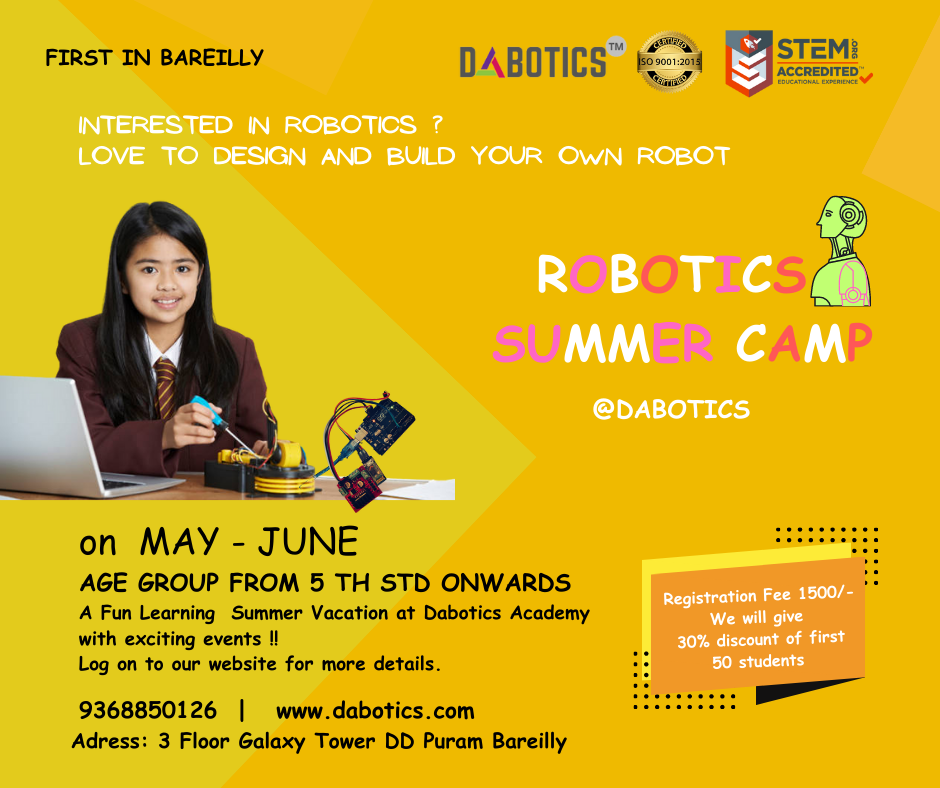 FIRST IN BAREILLY
DABOTICS TM
CERTIFIED
ISO 9001:2015
CERTIFIED
STEM.ORG
ACCREDITED™
EDUCATIONAL EXPERIENCE
INTERESTED IN ROBOTICS ?
LOVE TO DESIGN AND BUILD YOUR OWN ROBOT
ROBOTICS
SUMMER CAMP
@DABOTICS
on MAY - JUNE
AGE GROUP FROM 5 TH STD ONWARDS
A Fun Learning Summer Vacation at Dabotics Academy
with exciting events !!
Log on to our website for more details.
9368850126 | www.dabotics.com
Adress: 3 Floor Galaxy Tower DD Puram Bareilly
Registration Fee 1500/-
We will give
30% discount of first
50 students